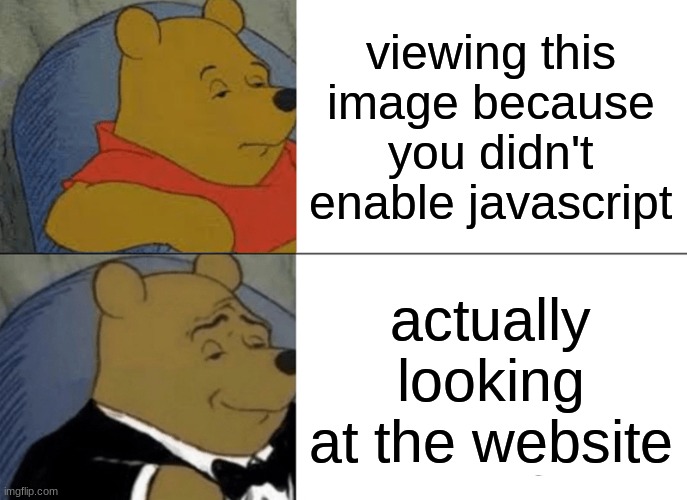 viewing this
image because
you didn't
enable javascript
actually
looking
at the website
imgflip.com